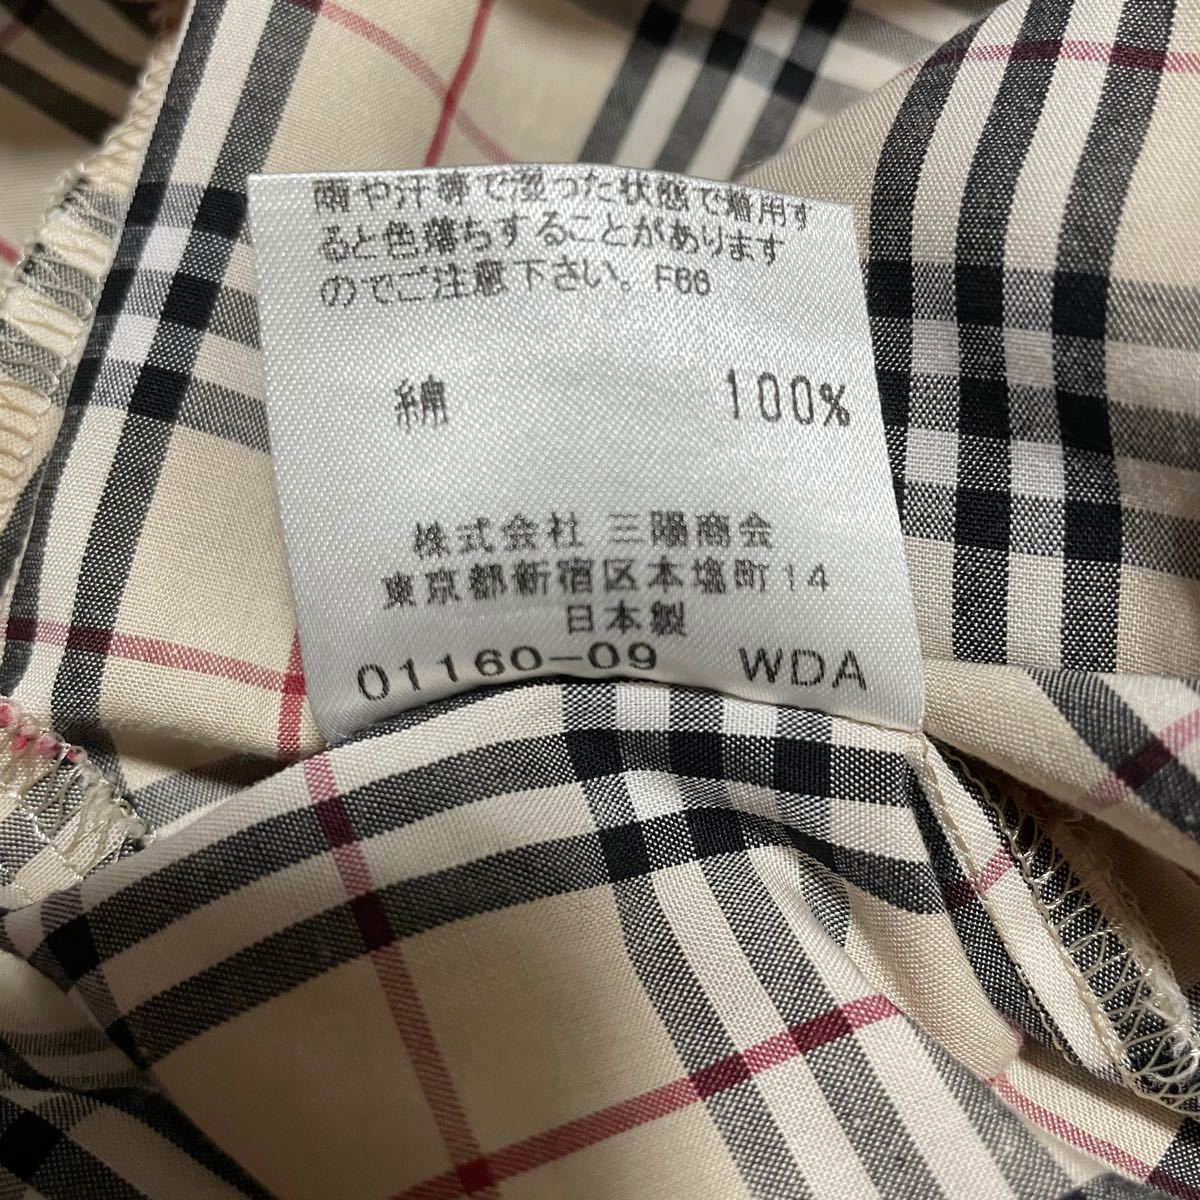 雨や汗等で湿った状態で着用す
ると色落ちすることがあります
のでご注意下さい。F66
綿 100%
株式会社 三陽商会
東京都新宿区本塩町14
日本製
01160-09 WDA